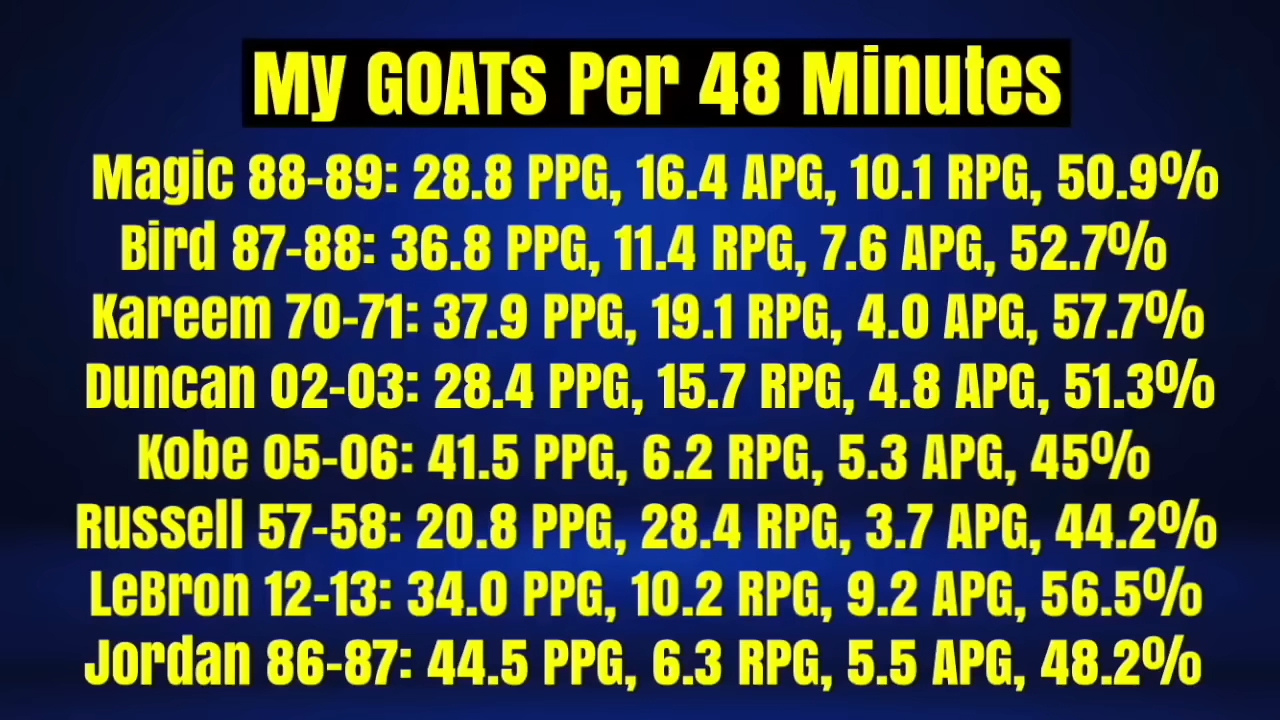 My GOATs Per 48 Minutes
Magic 88-89: 28.8 PPG, 16.4 APG, 10.1 RPG, 50.9%
Bird 87-88: 36.8 PPG, 11.4 RPG, 7.6 APG, 52.7%
Kareem 70-71: 37.9 PPG, 19.1 RPG, 4.0 APG, 57.7%
Duncan 02-03: 28.4 PPG, 15.7 RPG, 4.8 APG, 51.3%
Kobe 05-06: 41.5 PPG, 6.2 RPG, 5.3 APG, 45%
Russell 57-58: 20.8 PPG, 28.4 RPG, 3.7 APG, 44.2%
LeBron 12-13: 34.0 PPG, 10.2 RPG, 9.2 APG, 56.5%
Jordan 86-87: 44.5 PPG, 6.3 RPG, 5.5 APG, 48.2%